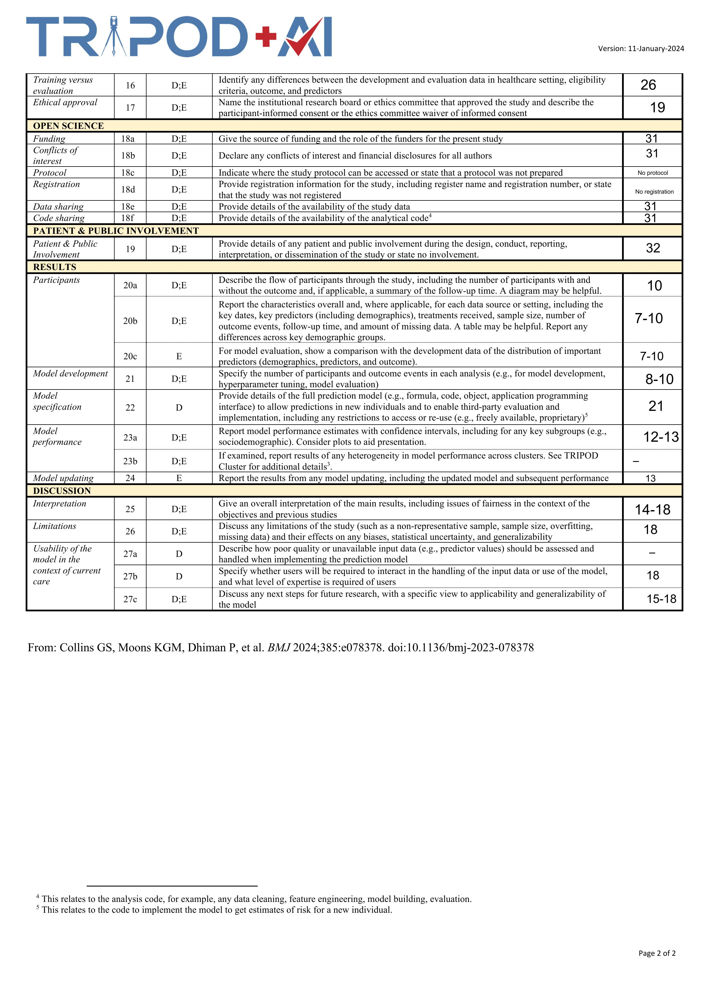 TRIPOD+AI
Version: 11-January-2024
Training versus evaluation 16 D;E Identify any differences between the development and evaluation data in healthcare setting, eligibility
criteria, outcome, and predictors 26
Ethical approval 17 D;E Name the institutional research board or ethics committee that approved the study and describe the
participant-informed consent or the ethics committee waiver of informed consent 19
OPEN SCIENCE
Funding 18a D;E Give the source of funding and the role of the funders for the present study 31
Conflicts of interest 18b D;E Declare any conflicts of interest and financial disclosures for all authors 31
Protocol 18c D;E Indicate where the study protocol can be accessed or state that a protocol was not prepared No protocol
Registration 18d D;E Provide registration information for the study, including register name and registration number, or state
that the study was not registered No registration
Data sharing 18e D;E Provide details of the availability of the study data 31
Code sharing 18f D;E Provide details of the availability of the analytical code4 31
PATIENT & PUBLIC INVOLVEMENT
Patient & Public Involvement 19 D;E Provide details of any patient and public involvement during the design, conduct, reporting,
interpretation, or dissemination of the study or state no involvement. 32
RESULTS
Participants 20a D;E Describe the flow of participants through the study, including the number of participants with and
without the outcome and, if applicable, a summary of the follow-up time. A diagram may be helpful. 10
20b D;E Report the characteristics overall and, where applicable, for each data source or setting, including the
key dates, key predictors (including demographics), treatments received, sample size, number of
outcome events, follow-up time, and amount of missing data. A table may be helpful. Report any
differences across key demographic groups. 7-10
20c E For model evaluation, show a comparison with the development data of the distribution of important
predictors (demographics, predictors, and outcome). 7-10
Model development 21 D;E Specify the number of participants and outcome events in each analysis (e.g., for model development,
hyperparameter tuning, model evaluation) 8-10
Model specification 22 D Provide details of the full prediction model (e.g., formula, code, object, application programming
interface) to allow predictions in new individuals and to enable third-party evaluation and
implementation, including any restrictions to access or re-use (e.g., freely available, proprietary)5 21
Model performance 23a D;E Report model performance estimates with confidence intervals, including for any key subgroups (e.g.,
sociodemographic). Consider plots to aid presentation. 12-13
23b D;E If examined, report results of any heterogeneity in model performance across clusters. See TRIPOD
Cluster for additional details3. –
Model updating 24 E Report the results from any model updating, including the updated model and subsequent performance 13
DISCUSSION
Interpretation 25 D;E Give an overall interpretation of the main results, including issues of fairness in the context of the
objectives and previous studies 14-18
Limitations 26 D;E Discuss any limitations of the study (such as a non-representative sample, sample size, overfitting,
missing data) and their effects on any biases, statistical uncertainty, and generalizability 18
Usability of the model in the context of current care 27a D Describe how poor quality or unavailable input data (e.g., predictor values) should be assessed and
handled when implementing the prediction model –
27b D Specify whether users will be required to interact in the handling of the input data or use of the model,
and what level of expertise is required of users 18
27c D;E Discuss any next steps for future research, with a specific view to applicability and generalizability of
the model 15-18
From: Collins GS, Moons KGM, Dhiman P, et al. BMJ 2024;385:e078378. doi:10.1136/bmj-2023-078378
4 This relates to the analysis code, for example, any data cleaning, feature engineering, model building, evaluation.
5 This relates to the code to implement the model to get estimates of risk for a new individual.
Page 2 of 2